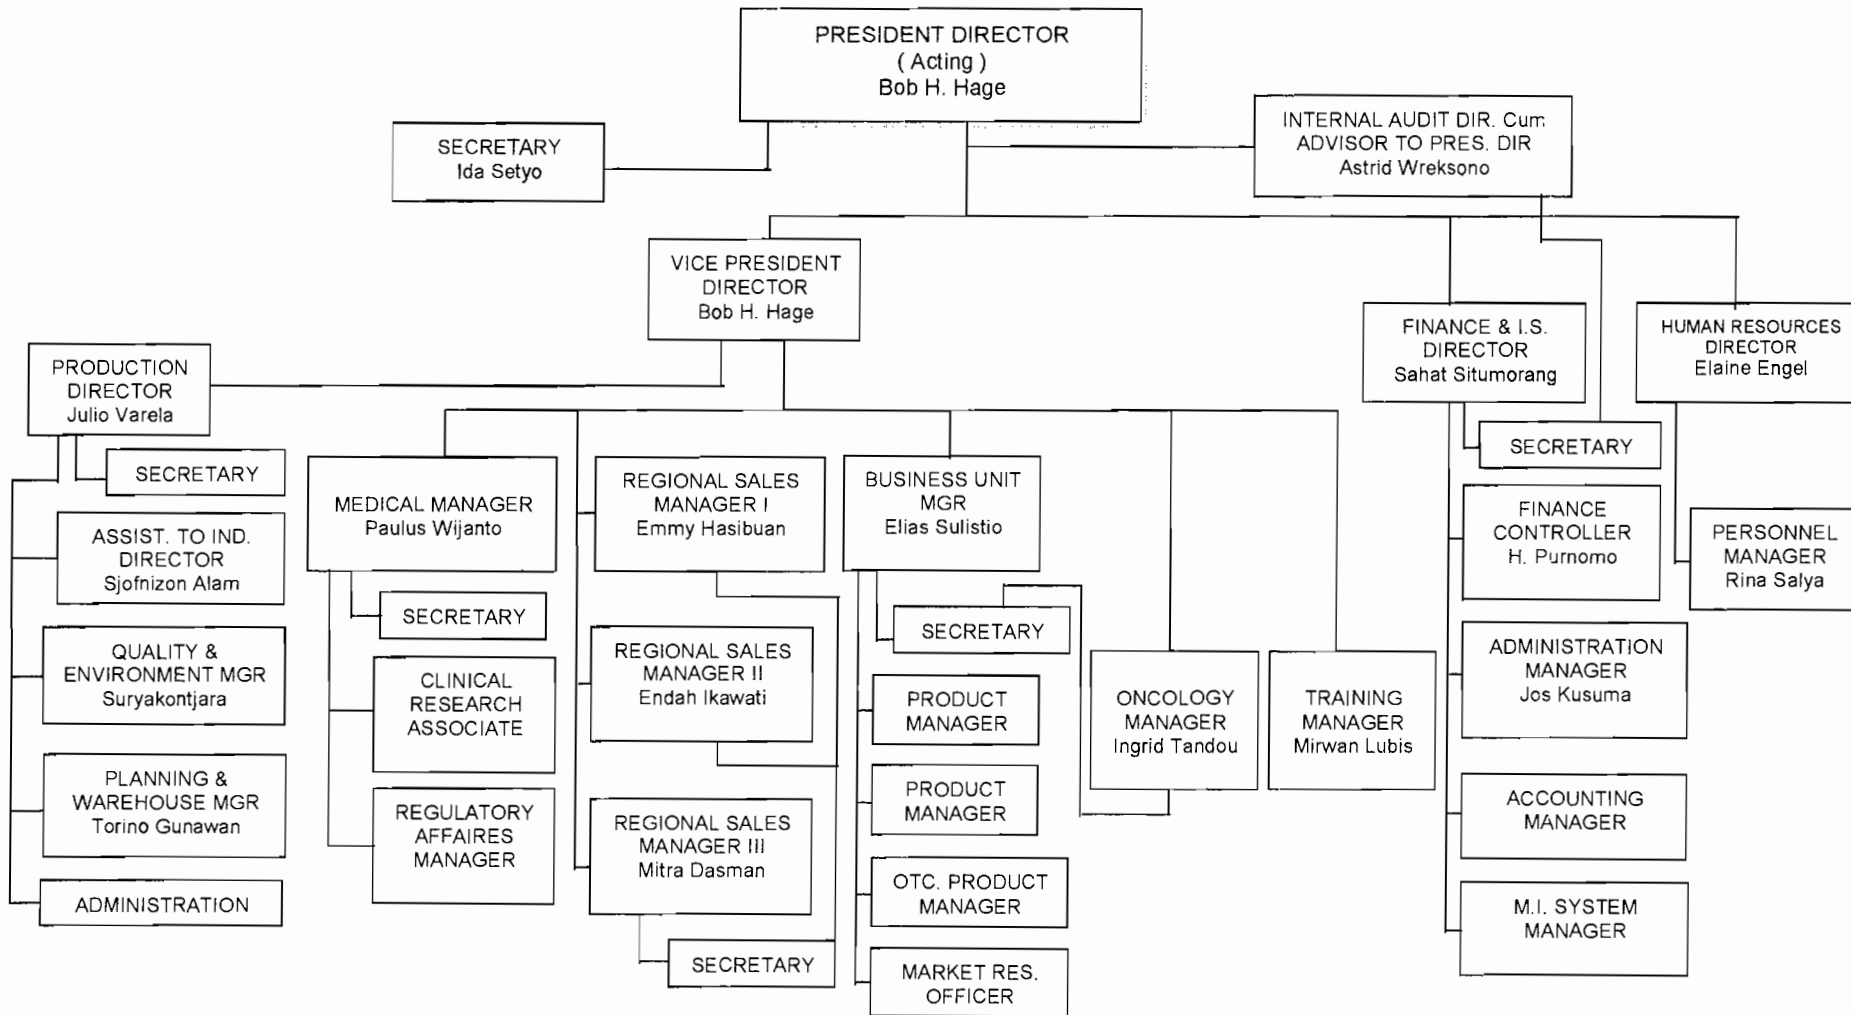 PRESIDENT DIRECTOR
( Acting )
Bob H. Hage
SECRETARY
Ida Setyo
INTERNAL AUDIT DIR. Cum
ADVISOR TO PRES. DIR
Astrid Wreksono
VICE PRESIDENT
DIRECTOR
Bob H. Hage
FINANCE & I.S.
DIRECTOR
Sahat Situmorang
HUMAN RESOURCES
DIRECTOR
Elaine Engel
PRODUCTION
DIRECTOR
Julio Varela
SECRETARY
ASSIST. TO IND.
DIRECTOR
Sjofnizon Alam
QUALITY &
ENVIRONMENT MGR
Suryakontjara
PLANNING &
WAREHOUSE MGR
Torino Gunawan
ADMINISTRATION
MEDICAL MANAGER
Paulus Wijanto
SECRETARY
CLINICAL
RESEARCH
ASSOCIATE
REGULATORY
AFFAIRES
MANAGER
REGIONAL SALES
MANAGER I
Emmy Hasibuan
REGIONAL SALES
MANAGER II
Endah Ikawati
REGIONAL SALES
MANAGER III
Mitra Dasman
SECRETARY
BUSINESS UNIT
MGR
Elias Sulistio
SECRETARY
PRODUCT
MANAGER
PRODUCT
MANAGER
OTC. PRODUCT
MANAGER
MARKET RES.
OFFICER
ONCOLOGY
MANAGER
Ingrid Tandou
TRAINING
MANAGER
Mirwan Lubis
SECRETARY
FINANCE
CONTROLLER
H. Purnomo
ADMINISTRATION
MANAGER
Jos Kusuma
ACCOUNTING
MANAGER
M.I. SYSTEM
MANAGER
PERSONNEL
MANAGER
Rina Salya